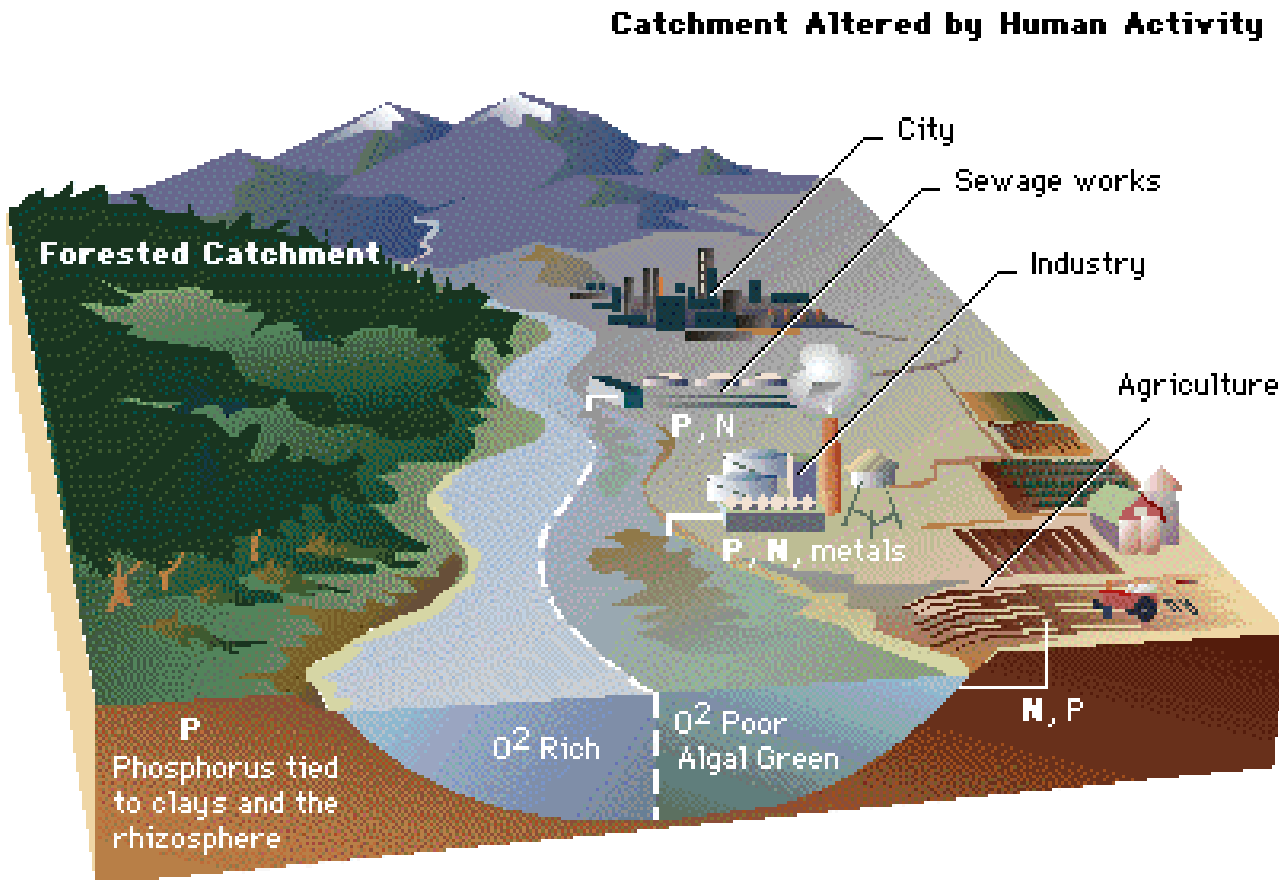 Catchment Altered by Human Activity
City
Sewage works
Forested Catchment
Industry
Agriculture
P, N
P, N, metals
N, P
P
Phosphorus tied
to clays and the
rhizosphere
O² Rich
O² Poor
Algal Green